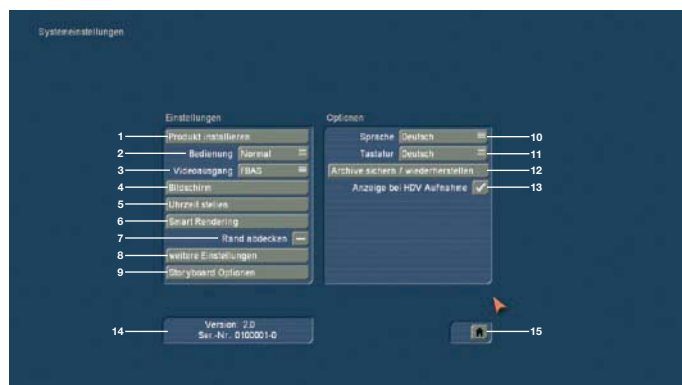 Systemeinstellungen
Einstellungen
1 Produkt installieren
2 Bedienung Normal
3 Videoausgang FBAS
4 Bildschirm
5 Uhrzeit stellen
6 Smart Rendering
7 Rand abdecken
8 weitere Einstellungen
9 Storyboard Optionen
Optionen
Sprache Deutsch 10
Tastatur Deutsch 11
Archive sichern / wiederherstellen 12
Anzeige bei HDV Aufnahme 13
14 Version 2.0
Ser.-Nr. 0100001-0
15